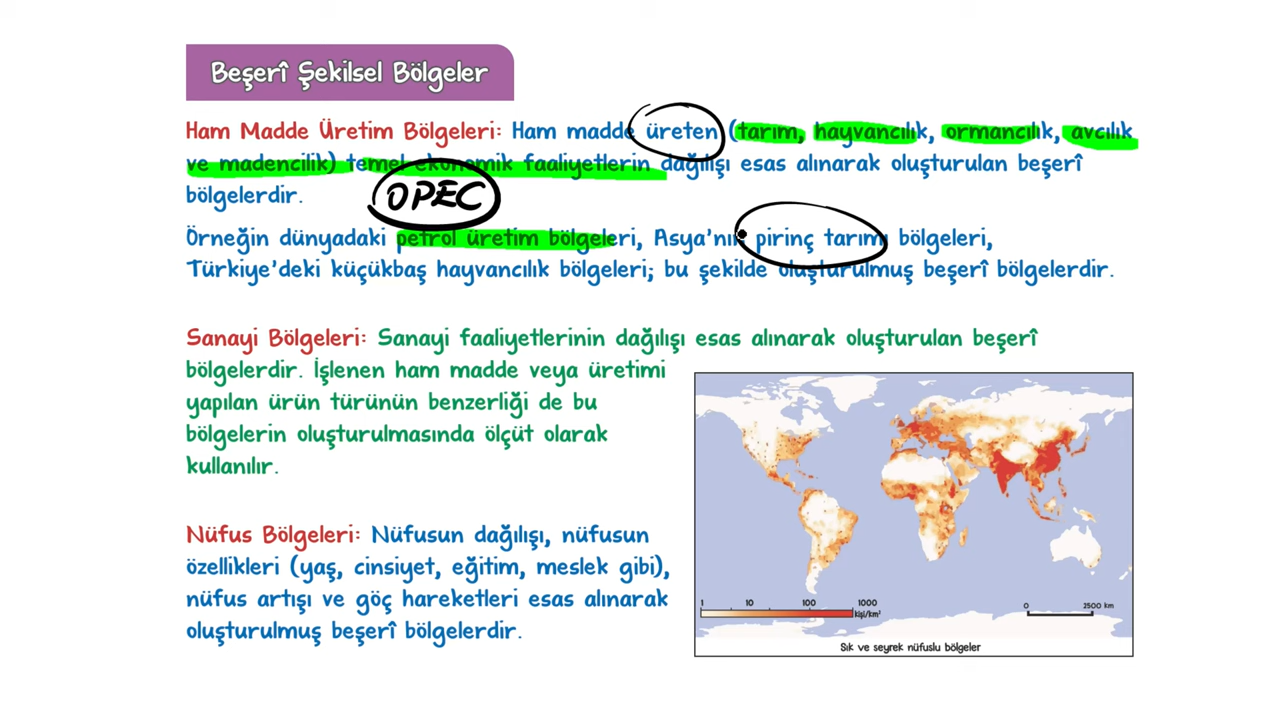 Beşerî Şekilsel Bölgeler
Ham Madde Üretim Bölgeleri: Ham madde üreten (tarım, hayvancılık, ormancılık, avcılık
ve madencilik) temel ekonomik faaliyetlerin dağılışı esas alınarak oluşturulan beşerî
bölgelerdir.
OPEC
Örneğin dünyadaki petrol üretim bölgeleri, Asya'nın pirinç tarımı bölgeleri,
Türkiye'deki küçükbaş hayvancılık bölgeleri; bu şekilde oluşturulmuş beşerî bölgelerdir.
Sanayi Bölgeleri: Sanayi faaliyetlerinin dağılışı esas alınarak oluşturulan beşerî
bölgelerdir. İşlenen ham madde veya üretimi
yapılan ürün türünün benzerliği de bu
bölgelerin oluşturulmasında ölçüt olarak
kullanılır.
Nüfus Bölgeleri: Nüfusun dağılışı, nüfusun
özellikleri (yaş, cinsiyet, eğitim, meslek gibi),
nüfus artışı ve göç hareketleri esas alınarak
oluşturulmuş beşerî bölgelerdir.
1 10 100 1000
kişi/km²
0 2500 km
Sık ve seyrek nüfuslu bölgeler